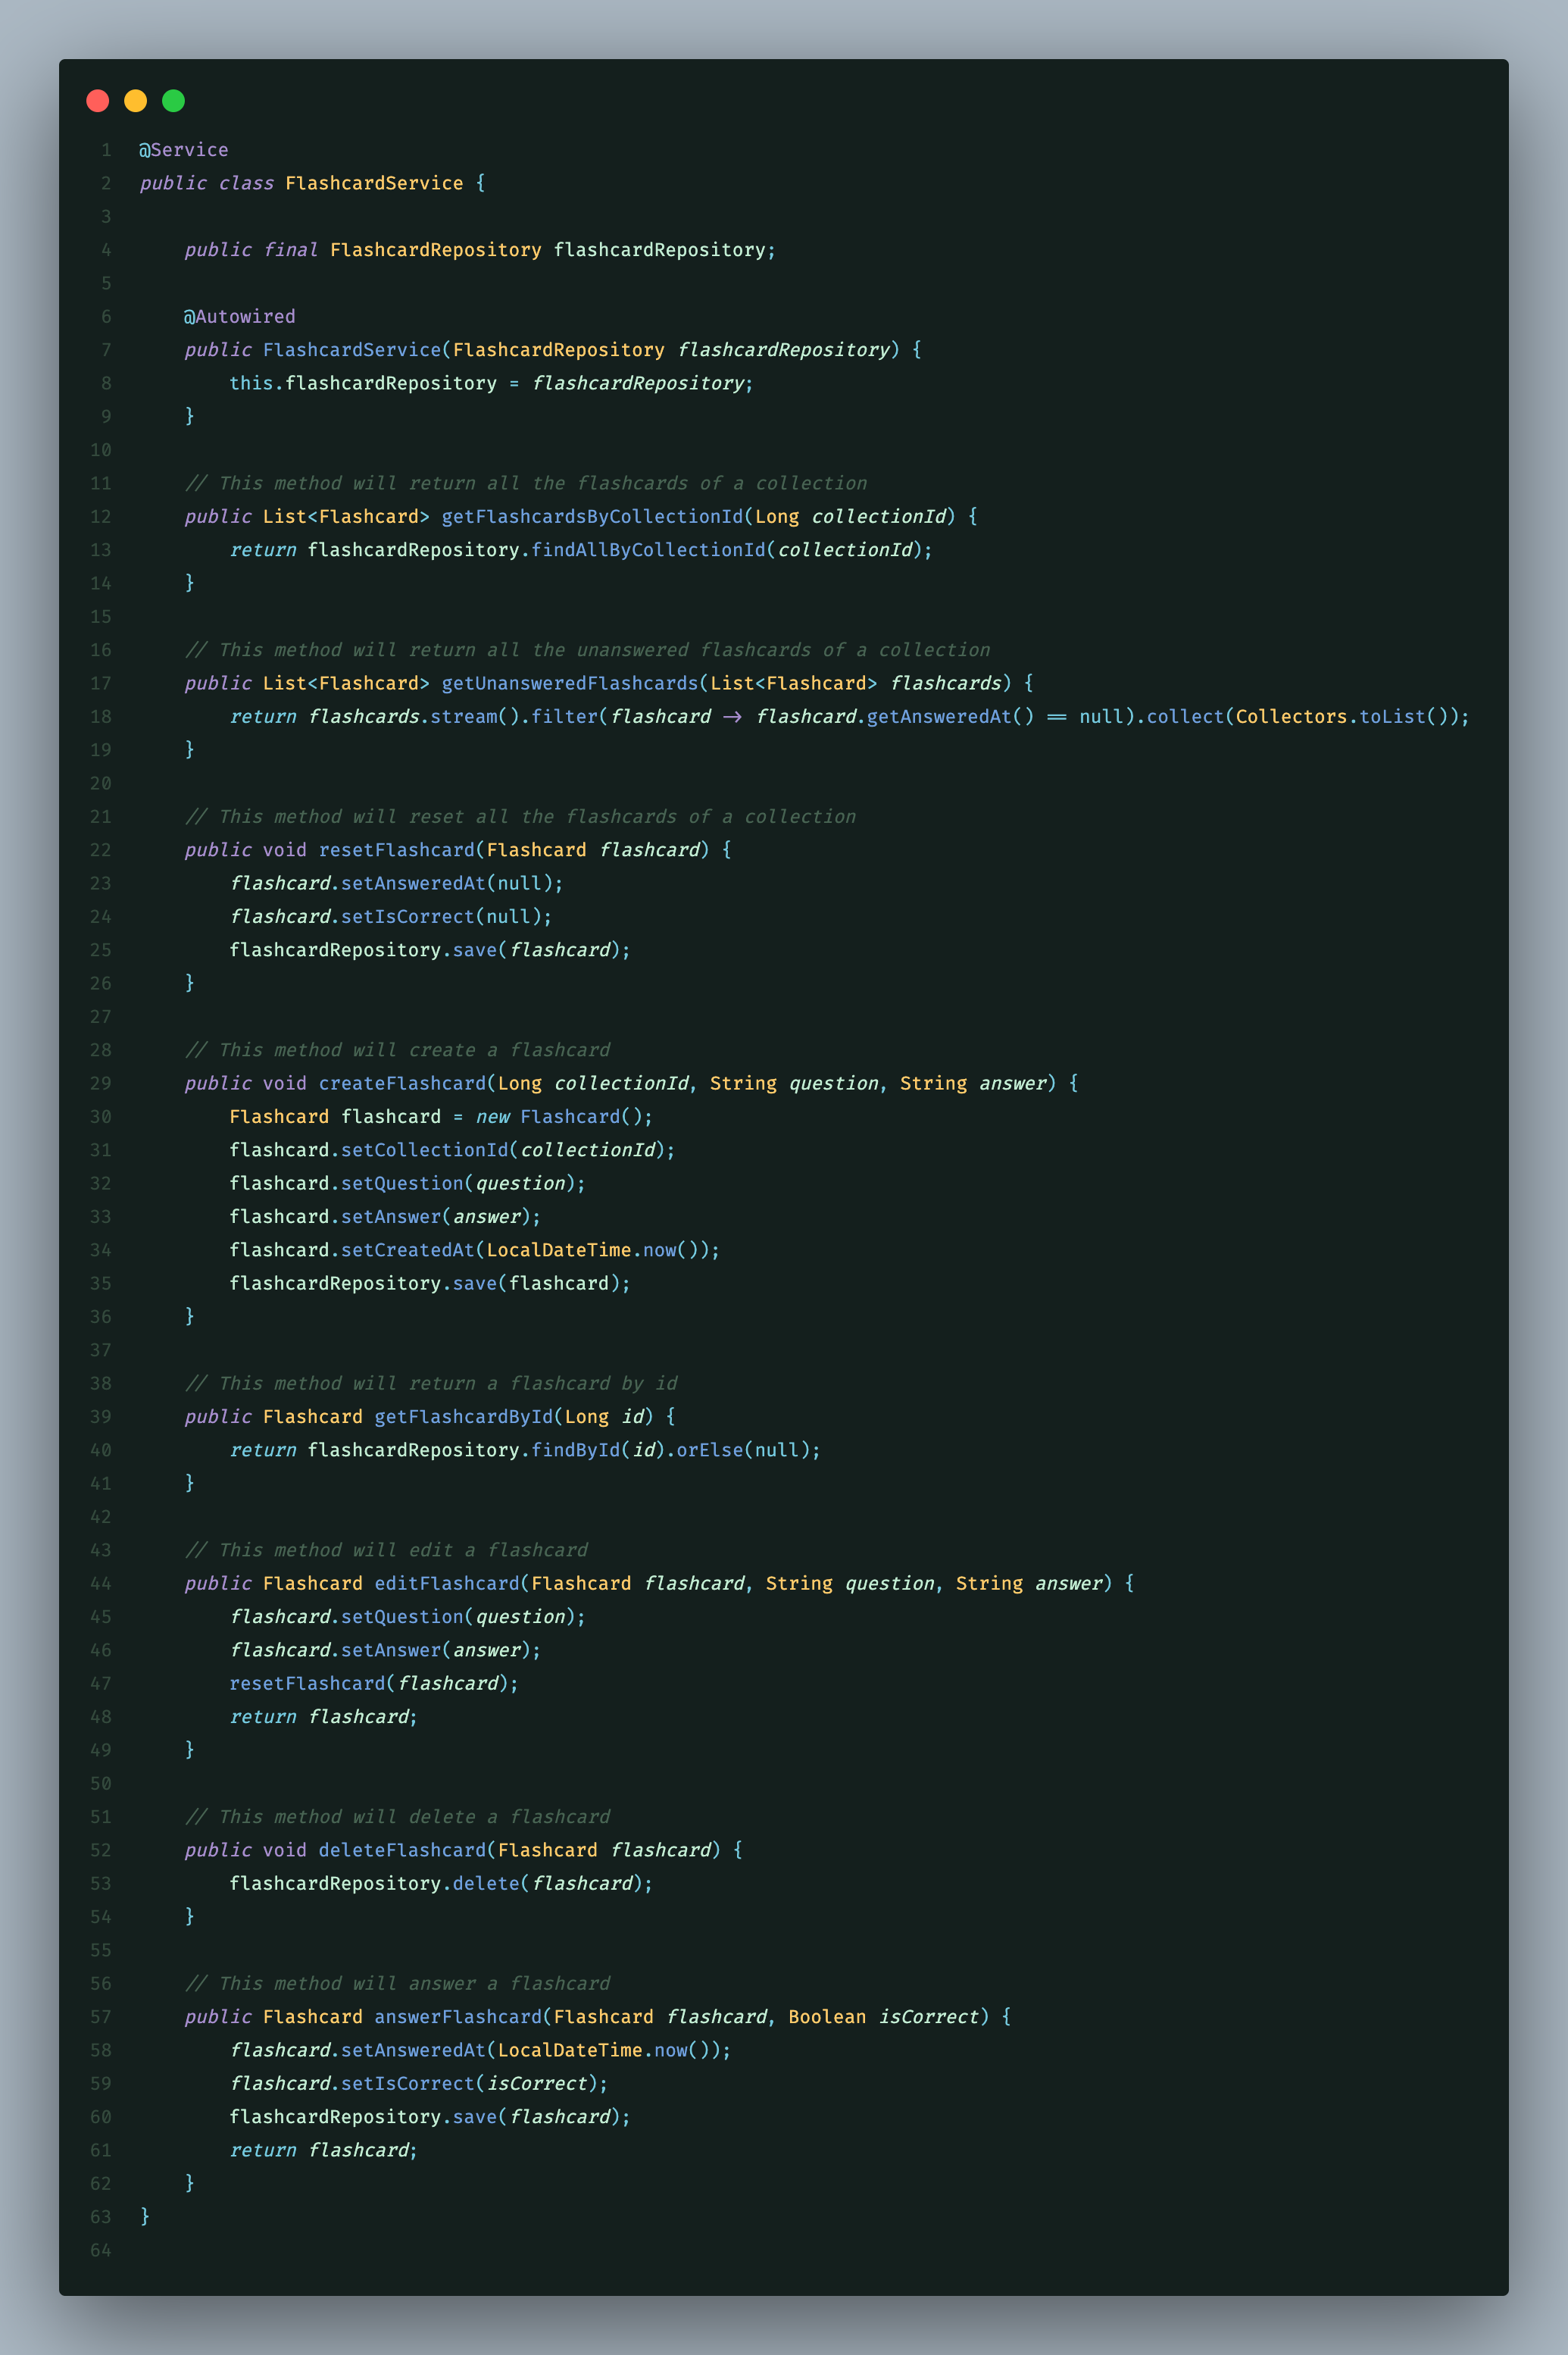 1 @Service
2 public class FlashcardService {
3
4     public final FlashcardRepository flashcardRepository;
5
6     @Autowired
7     public FlashcardService(FlashcardRepository flashcardRepository) {
8         this.flashcardRepository = flashcardRepository;
9     }
10
11     // This method will return all the flashcards of a collection
12     public List<Flashcard> getFlashcardsByCollectionId(Long collectionId) {
13         return flashcardRepository.findAllByCollectionId(collectionId);
14     }
15
16     // This method will return all the unanswered flashcards of a collection
17     public List<Flashcard> getUnansweredFlashcards(List<Flashcard> flashcards) {
18         return flashcards.stream().filter(flashcard -> flashcard.getAnsweredAt() == null).collect(Collectors.toList());
19     }
20
21     // This method will reset all the flashcards of a collection
22     public void resetFlashcard(Flashcard flashcard) {
23         flashcard.setAnsweredAt(null);
24         flashcard.setIsCorrect(null);
25         flashcardRepository.save(flashcard);
26     }
27
28     // This method will create a flashcard
29     public void createFlashcard(Long collectionId, String question, String answer) {
30         Flashcard flashcard = new Flashcard();
31         flashcard.setCollectionId(collectionId);
32         flashcard.setQuestion(question);
33         flashcard.setAnswer(answer);
34         flashcard.setCreatedAt(LocalDateTime.now());
35         flashcardRepository.save(flashcard);
36     }
37
38     // This method will return a flashcard by id
39     public Flashcard getFlashcardById(Long id) {
40         return flashcardRepository.findById(id).orElse(null);
41     }
42
43     // This method will edit a flashcard
44     public Flashcard editFlashcard(Flashcard flashcard, String question, String answer) {
45         flashcard.setQuestion(question);
46         flashcard.setAnswer(answer);
47         resetFlashcard(flashcard);
48         return flashcard;
49     }
50
51     // This method will delete a flashcard
52     public void deleteFlashcard(Flashcard flashcard) {
53         flashcardRepository.delete(flashcard);
54     }
55
56     // This method will answer a flashcard
57     public Flashcard answerFlashcard(Flashcard flashcard, Boolean isCorrect) {
58         flashcard.setAnsweredAt(LocalDateTime.now());
59         flashcard.setIsCorrect(isCorrect);
60         flashcardRepository.save(flashcard);
61         return flashcard;
62     }
63 }
64